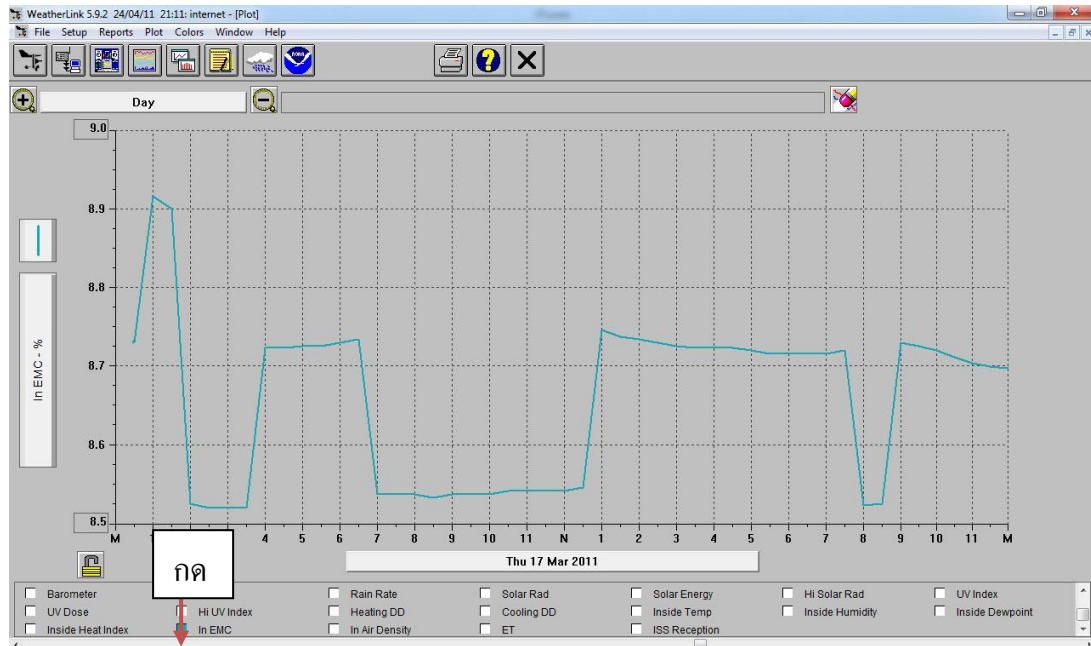 WeatherLink 5.9.2 24/04/11 21:11: internet - [Plot]
File Setup Reports Plot Colors Window Help
Day
9.0
8.9
8.8
8.7
8.6
8.5
In EMC - %
M 4 5 6 7 8 9 10 11 N 1 2 3 4 5 6 7 8 9 10 11 M
กด
Thu 17 Mar 2011
Barometer Rain Rate Solar Rad Solar Energy Hi Solar Rad UV Index
UV Dose Hi UV Index Heating DD Cooling DD Inside Temp Inside Humidity Inside Dewpoint
Inside Heat Index In EMC In Air Density ET ISS Reception